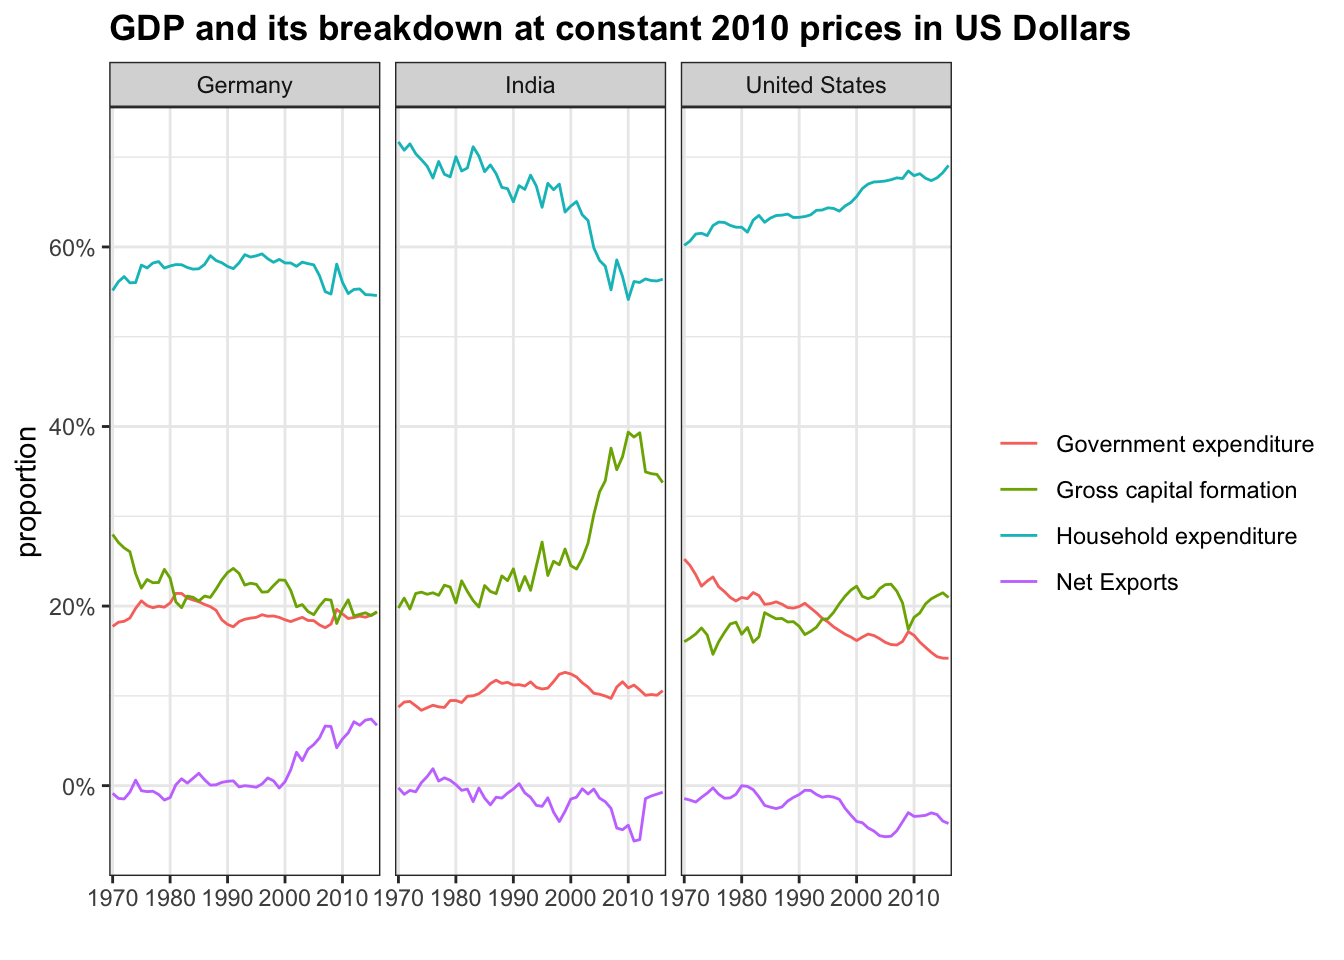 GDP and its breakdown at constant 2010 prices in US Dollars
Germany
India
United States
proportion
60%
40%
20%
0%
1970 1980 1990 2000 2010
1970 1980 1990 2000 2010
1970 1980 1990 2000 2010
Government expenditure
Gross capital formation
Household expenditure
Net Exports